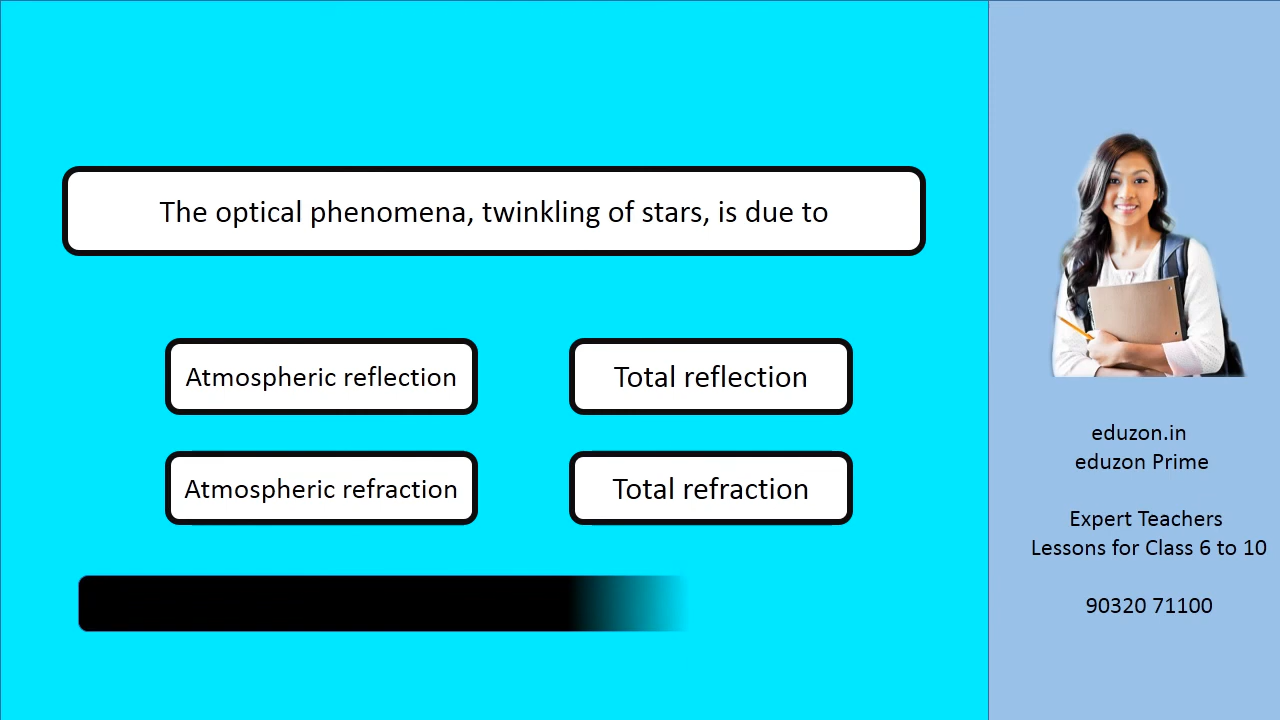 The optical phenomena, twinkling of stars, is due to
Atmospheric reflection
Total reflection
Atmospheric refraction
Total refraction
eduzon.in
eduzon Prime
Expert Teachers
Lessons for Class 6 to 10
90320 71100